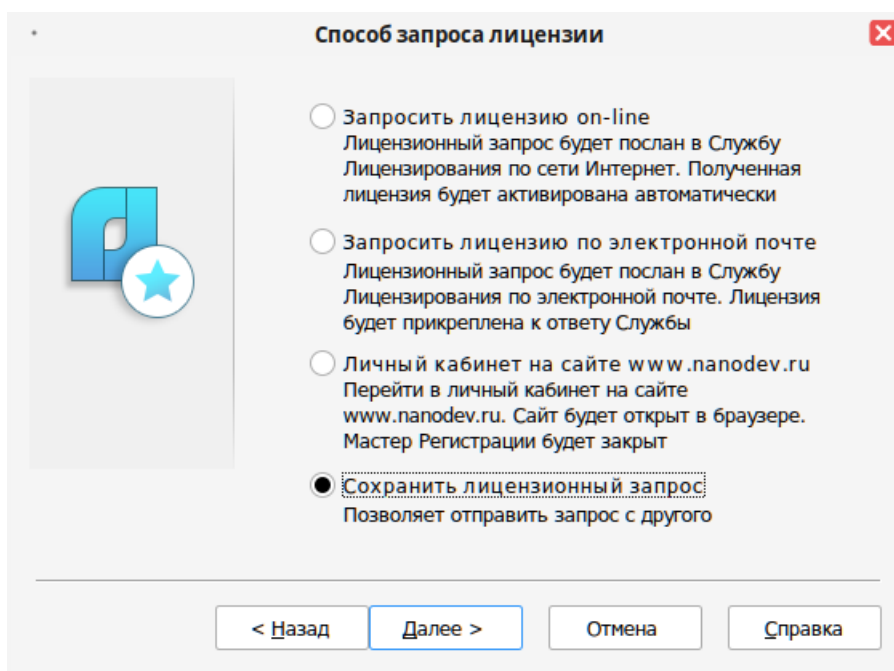 Способ запроса лицензии
Запросить лицензию on-line
Лицензионный запрос будет послан в Службу
Лицензирования по сети Интернет. Полученная
лицензия будет активирована автоматически
Запросить лицензию по электронной почте
Лицензионный запрос будет послан в Службу
Лицензирования по электронной почте. Лицензия
будет прикреплена к ответу Службы
Личный кабинет на сайте www.nanodev.ru
Перейти в личный кабинет на сайте
www.nanodev.ru. Сайт будет открыт в браузере.
Мастер Регистрации будет закрыт
Сохранить лицензионный запрос
Позволяет отправить запрос с другого
< Назад Далее > Отмена Справка